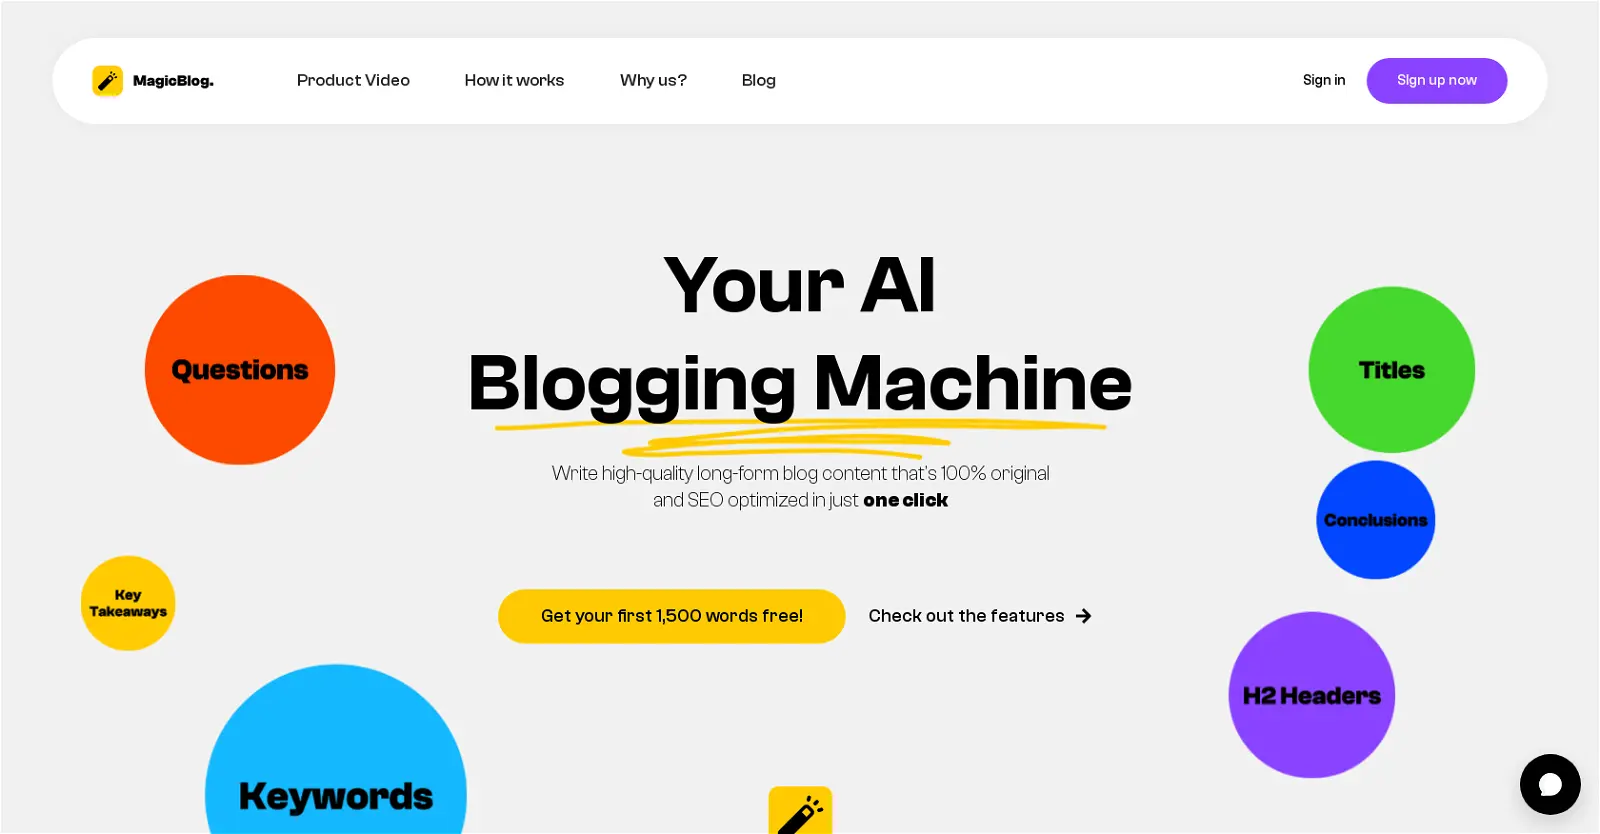 MagicBlog.
Product Video
How it works
Why us?
Blog
Sign in
Sign up now
Your AI
Blogging Machine
Write high-quality long-form blog content that's 100% original
and SEO optimized in just one click
Get your first 1,500 words free!
Check out the features
Questions
Key
Takeaways
Keywords
Titles
Conclusions
H2 Headers